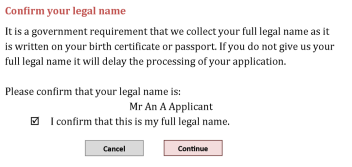 Confirm your legal name
It is a government requirement that we collect your full legal name as it
is written on your birth certificate or passport. If you do not give us your
full legal name it will delay the processing of your application.
Please confirm that your legal name is:
Mr An A Applicant
☑ I confirm that this is my full legal name.
Cancel Continue